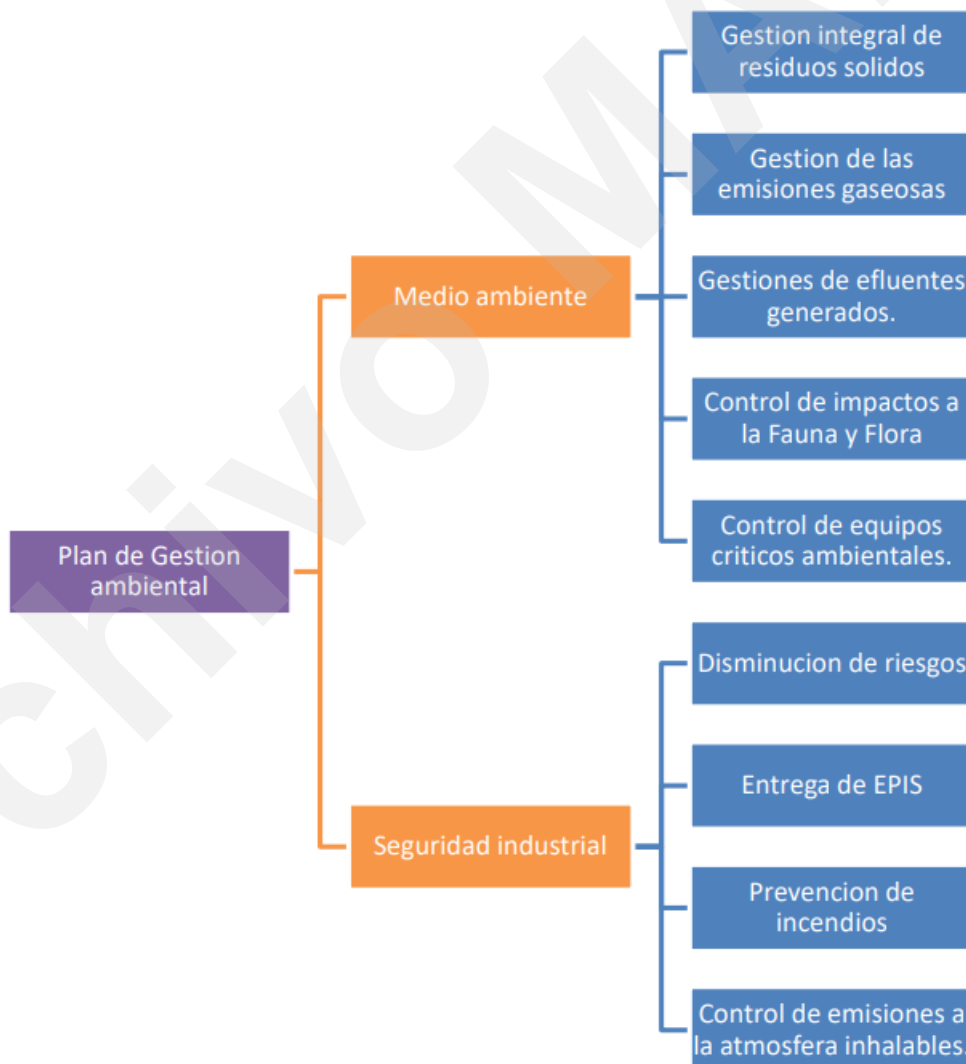 Gestion integral de
residuos solidos
Gestion de las
emisiones gaseosas
Medio ambiente
Gestiones de efluentes
generados.
Control de impactos a
la Fauna y Flora
Control de equipos
criticos ambientales.
Plan de Gestion
ambiental
Disminucion de riesgos
Entrega de EPIS
Seguridad industrial
Prevencion de
incendios
Control de emisiones a
la atmosfera inhalables.
chivo MA